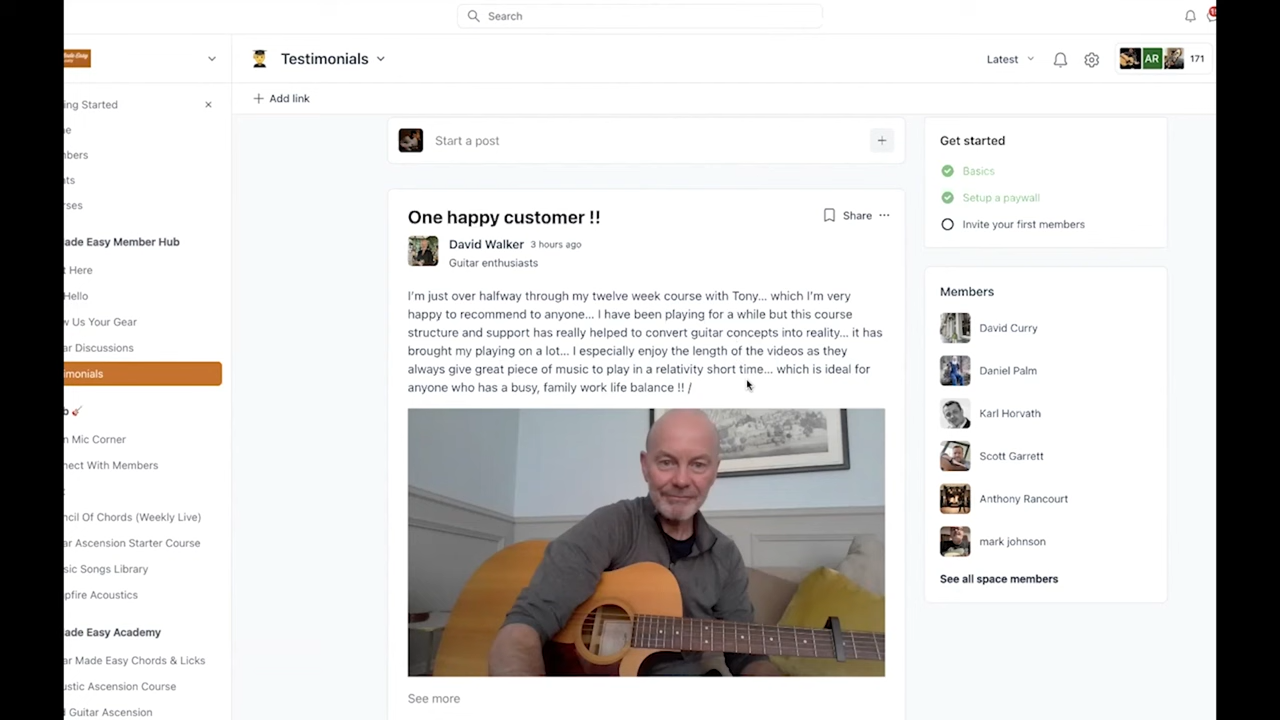 Search
Testimonials
Latest
AR
171
Add link
ing Started
Start a post
Get started
Basics
Setup a paywall
Invite your first members
One happy customer !!
Share
David Walker 3 hours ago
Guitar enthusiasts
I'm just over halfway through my twelve week course with Tony... which I'm very
happy to recommend to anyone... I have been playing for a while but this course
structure and support has really helped to convert guitar concepts into reality... it has
brought my playing on a lot... I especially enjoy the length of the videos as they
always give great piece of music to play in a relativity short time... which is ideal for
anyone who has a busy, family work life balance !! /
See more
Members
David Curry
Daniel Palm
Karl Horvath
Scott Garrett
Anthony Rancourt
mark johnson
See all space members
me
mbers
nts
rses
ade Easy Member Hub
t Here
Hello
w Us Your Gear
ar Discussions
imonials
b
n Mic Corner
nect With Members
ncil Of Chords (Weekly Live)
ar Ascension Starter Course
sic Songs Library
pfire Acoustics
ade Easy Academy
ar Made Easy Chords & Licks
ustic Ascension Course
d Guitar Ascension